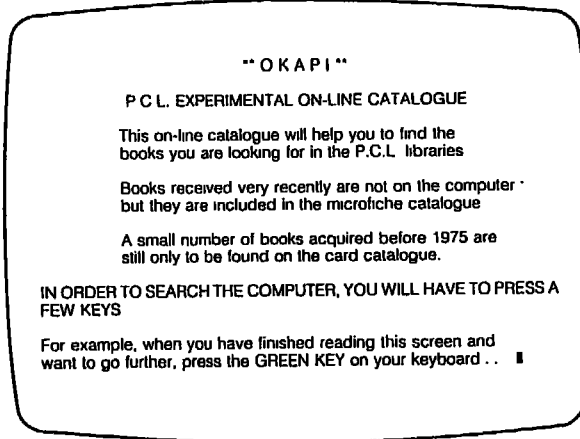 "OKAPI"
P C L. EXPERIMENTAL ON-LINE CATALOGUE
This on-line catalogue will help you to find the
books you are looking for in the P.C.L libraries
Books received very recently are not on the computer -
but they are included in the microfiche catalogue
A small number of books acquired before 1975 are
still only to be found on the card catalogue.
IN ORDER TO SEARCH THE COMPUTER, YOU WILL HAVE TO PRESS A
FEW KEYS
For example, when you have finished reading this screen and
want to go further, press the GREEN KEY on your keyboard . .